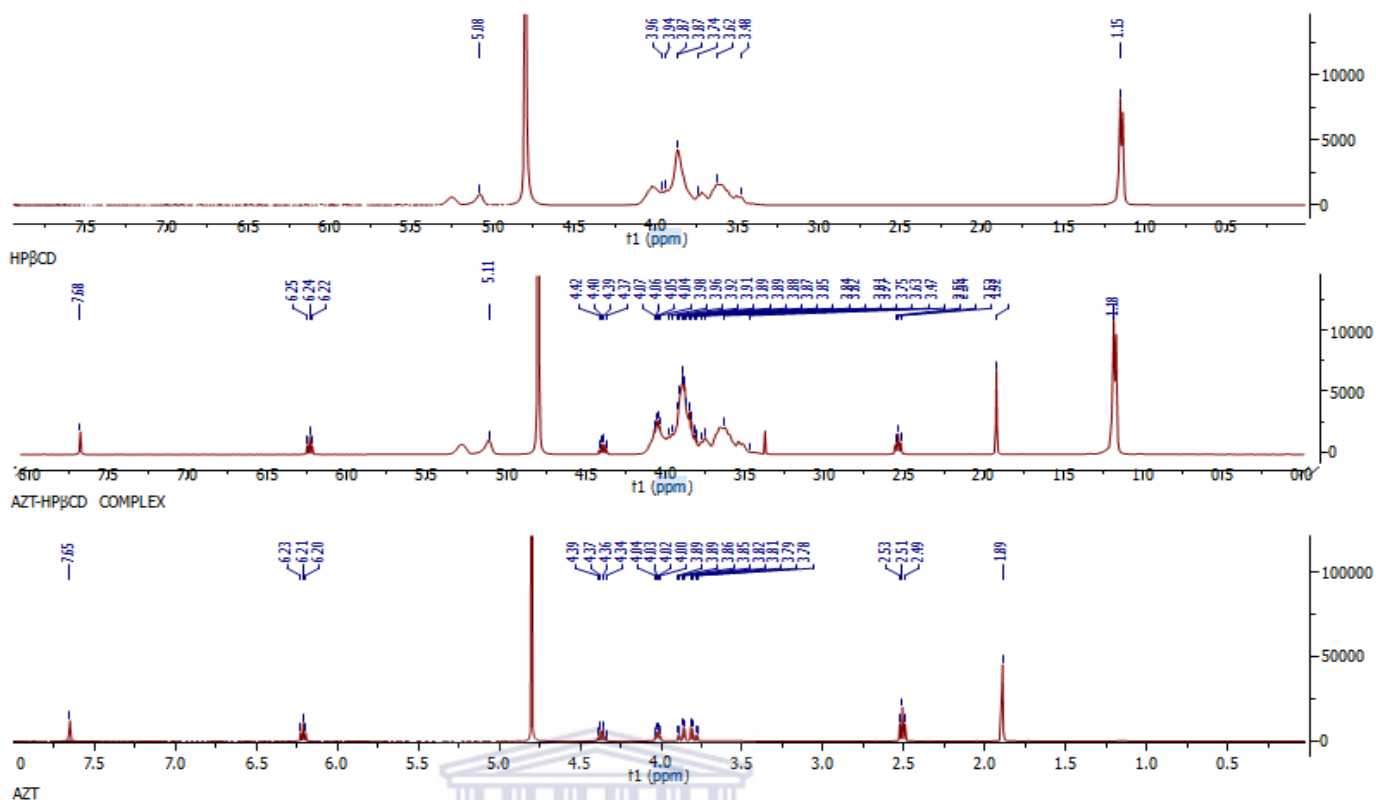 5.08 3.96 3.94 3.87 3.87 3.74 3.62 3.48 1.15
10000
5000
0
7.5 7.0 6.5 6.0 5.5 5.0 4.5 4.0 3.5 3.0 2.5 2.0 1.5 1.0 0.5
f1 (ppm)
HPβCD
7.68 6.25 6.24 6.22 5.11 4.42 4.40 4.39 4.37 4.07 4.06 4.05 4.04 3.98 3.96 3.92 3.91 3.89 3.89 3.88 3.87 3.85 3.82 3.75 3.63 3.47 1.92 1.18
10000
5000
0
8.0 7.5 7.0 6.5 6.0 5.5 5.0 4.5 4.0 3.5 3.0 2.5 2.0 1.5 1.0 0.5 0.0
f1 (ppm)
AZT-HPβCD COMPLEX
7.65 6.23 6.21 6.20 4.39 4.37 4.36 4.34 4.04 4.03 4.02 4.00 3.89 3.89 3.86 3.85 3.82 3.81 3.79 3.78 2.53 2.51 2.49 1.89
100000
50000
0
0 7.5 7.0 6.5 6.0 5.5 5.0 4.5 4.0 3.5 3.0 2.5 2.0 1.5 1.0 0.5
f1 (ppm)
AZT